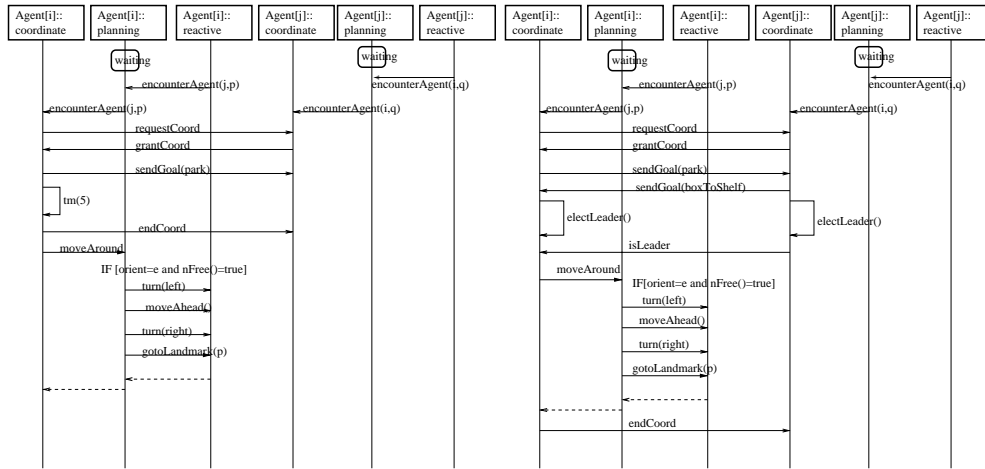 Agent[i]::
coordinate
Agent[i]::
planning
Agent[i]::
reactive
Agent[j]::
coordinate
Agent[j]::
planning
Agent[j]::
reactive
waiting
waiting
encounterAgent(j,p)
encounterAgent(i,q)
encounterAgent(j,p)
encounterAgent(i,q)
requestCoord
grantCoord
sendGoal(park)
tm(5)
endCoord
moveAround
IF [orient=e and nFree()=true]
turn(left)
moveAhead()
turn(right)
gotoLandmark(p)
Agent[i]::
coordinate
Agent[i]::
planning
Agent[i]::
reactive
Agent[j]::
coordinate
Agent[j]::
planning
Agent[j]::
reactive
waiting
waiting
encounterAgent(j,p)
encounterAgent(i,q)
encounterAgent(j,p)
encounterAgent(i,q)
requestCoord
grantCoord
sendGoal(park)
sendGoal(boxToShelf)
electLeader()
electLeader()
isLeader
moveAround
IF[orient=e and nFree()=true]
turn(left)
moveAhead()
turn(right)
gotoLandmark(p)
endCoord